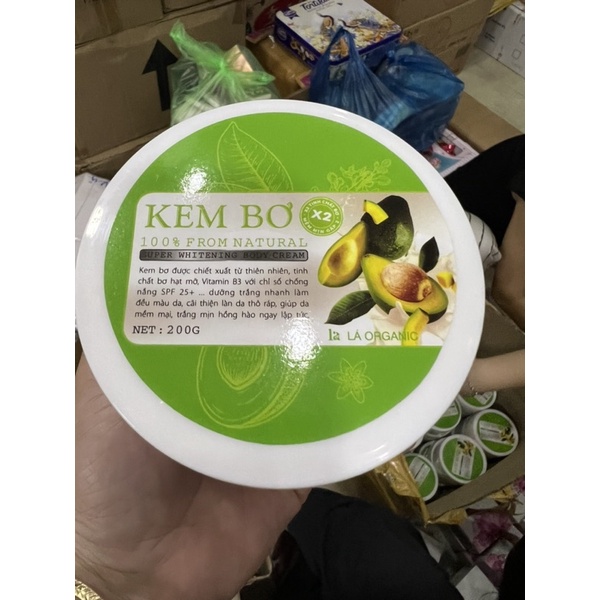 KEM BƠ
X2
100% FROM NATURAL
SUPER WHITENING BODY CREAM
Kem bơ được chiết xuất từ thiên nhiên, tinh
chất bơ hạt mỡ, Vitamin B3 với chỉ số chống
nắng SPF 25+ ... dưỡng trắng nhanh làm
đều màu da, cải thiện làn da thô ráp, giúp da
mềm mại, trắng mịn hồng hào ngay lập tức.
NET : 200G
LÁ ORGANIC